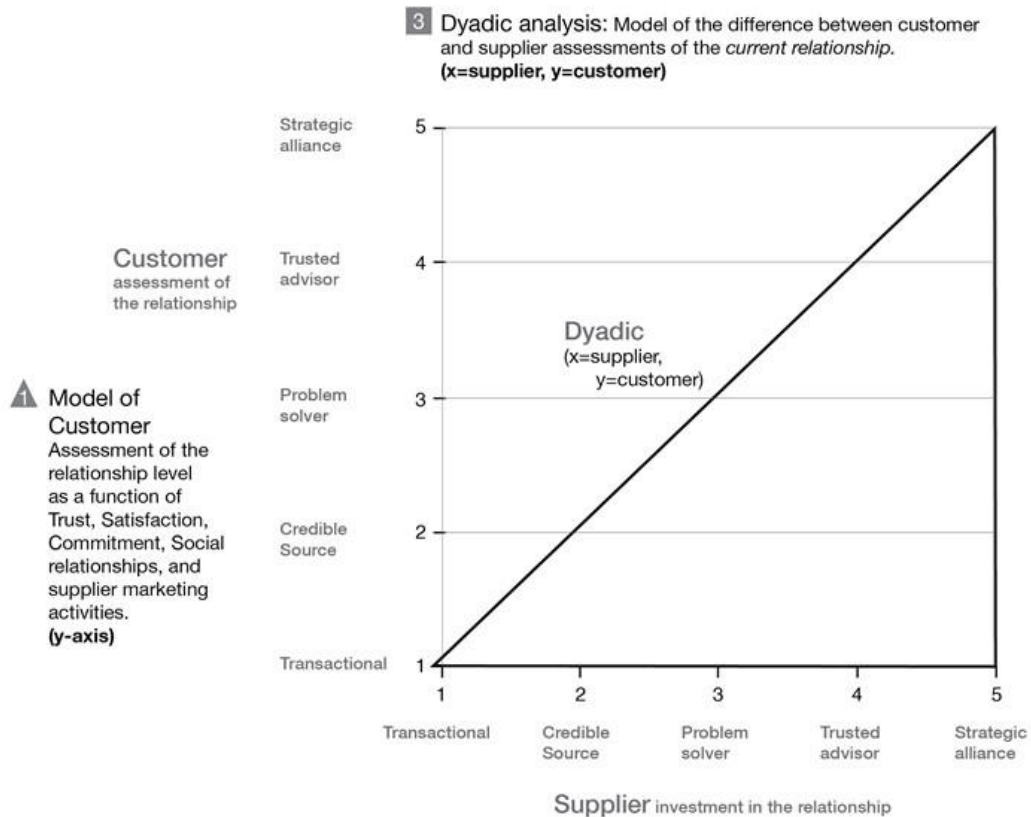 3 Dyadic analysis: Model of the difference between customer
and supplier assessments of the current relationship.
(x=supplier, y=customer)
Strategic
alliance
5
Customer
assessment of
the relationship
Trusted
advisor
4
Dyadic
(x=supplier,
y=customer)
1 Model of
Customer
Assessment of the
relationship level
as a function of
Trust, Satisfaction,
Commitment, Social
relationships, and
supplier marketing
activities.
(y-axis)
Problem
solver
3
Credible
Source
2
Transactional
1
1 2 3 4 5
Transactional
Credible
Source
Problem
solver
Trusted
advisor
Strategic
alliance
Supplier investment in the relationship